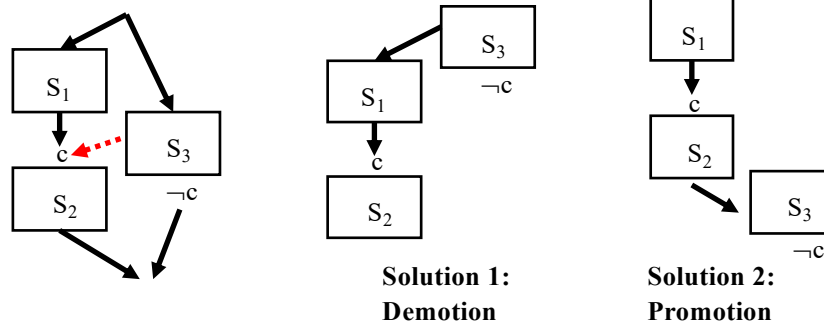 S₁
c
S₃
¬c
S₂
S₃
¬c
S₁
c
S₂
Solution 1:
Demotion
S₁
c
S₂
S₃
¬c
Solution 2:
Promotion